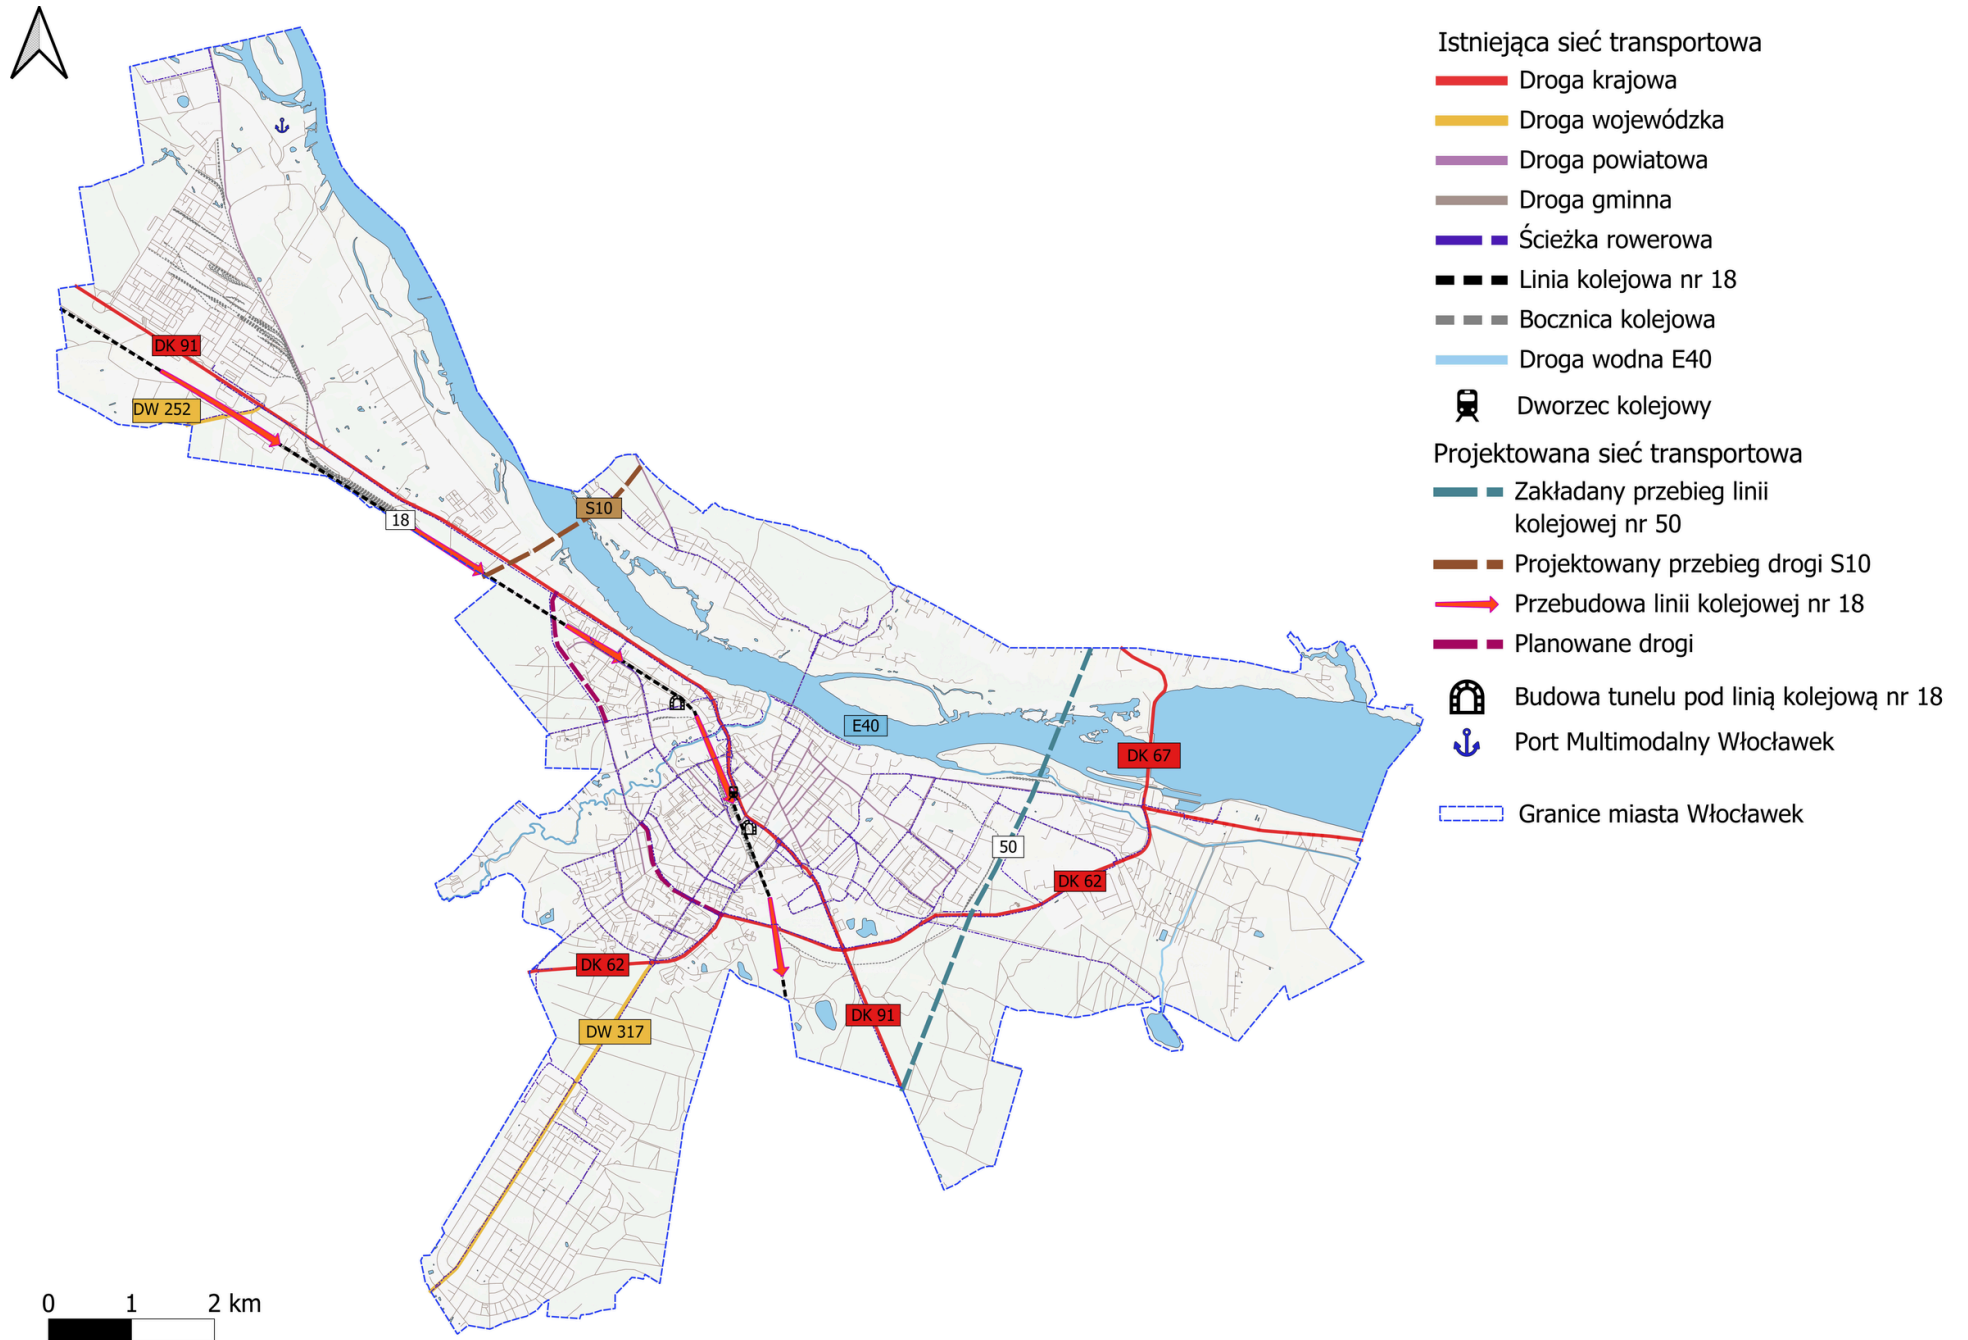 Istniejąca sieć transportowa
Droga krajowa
Droga wojewódzka
Droga powiatowa
Droga gminna
Ścieżka rowerowa
Linia kolejowa nr 18
Bocznica kolejowa
Droga wodna E40
Dworzec kolejowy
Projektowana sieć transportowa
Zakładany przebieg linii
kolejowej nr 50
Projektowany przebieg drogi S10
Przebudowa linii kolejowej nr 18
Planowane drogi
Budowa tunelu pod linią kolejową nr 18
Port Multimodalny Włocławek
Granice miasta Włocławek
DK 91
DW 252
18
S10
E40
DK 67
50
DK 62
DK 62
DK 91
DW 317
0 1 2 km